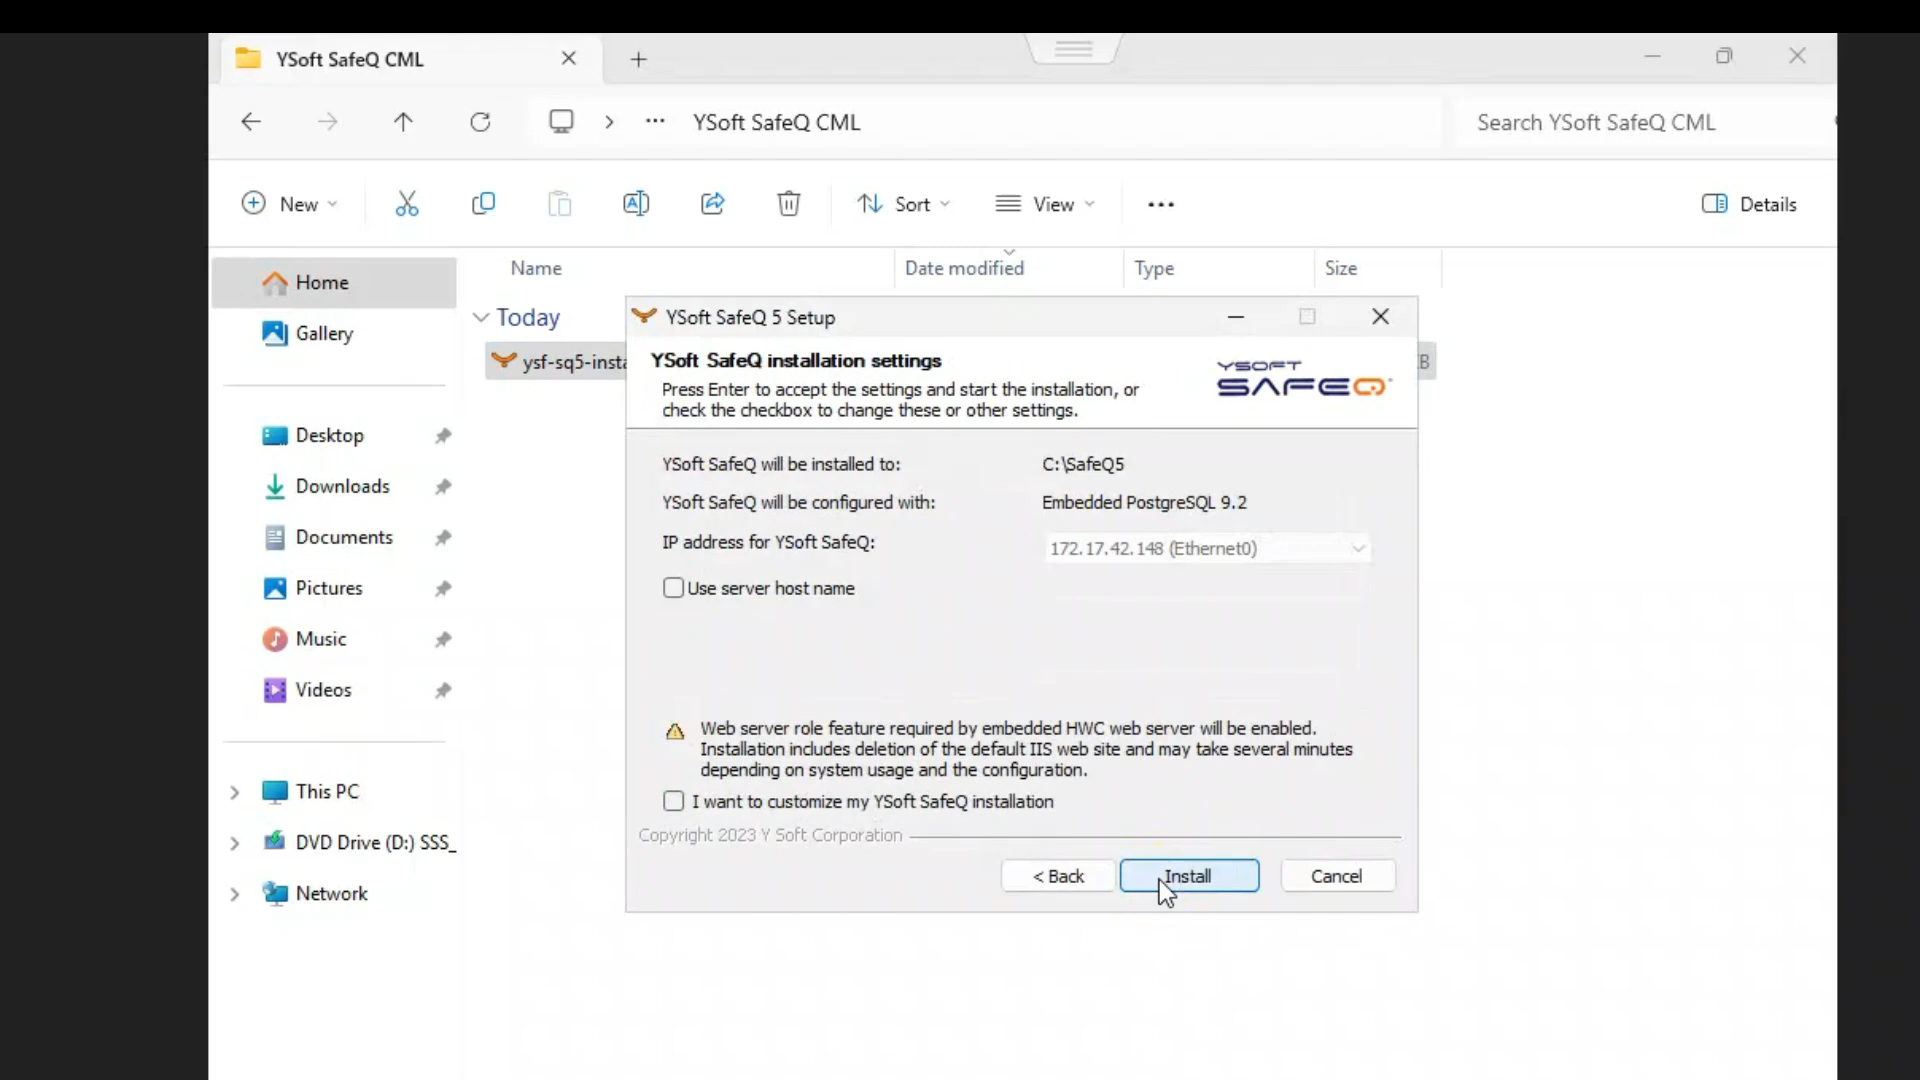 YSoft SafeQ CML
YSoft SafeQ CML
Search YSoft SafeQ CML
New
Sort
View
Details
Name
Date modified
Type
Size
Home
Gallery
Desktop
Downloads
Documents
Pictures
Music
Videos
This PC
DVD Drive (D:) SSS_
Network
Today
ysf-sq5-insta
B
YSoft SafeQ 5 Setup
YSoft SafeQ installation settings
Press Enter to accept the settings and start the installation, or
check the checkbox to change these or other settings.
YSOFT
SAFEQ
YSoft SafeQ will be installed to: C:\SafeQ5
YSoft SafeQ will be configured with: Embedded PostgreSQL 9.2
IP address for YSoft SafeQ: 172.17.42.148 (Ethernet0)
Use server host name
Web server role feature required by embedded HWC web server will be enabled.
Installation includes deletion of the default IIS web site and may take several minutes
depending on system usage and the configuration.
I want to customize my YSoft SafeQ installation
Copyright 2023 Y Soft Corporation
< Back
Install
Cancel